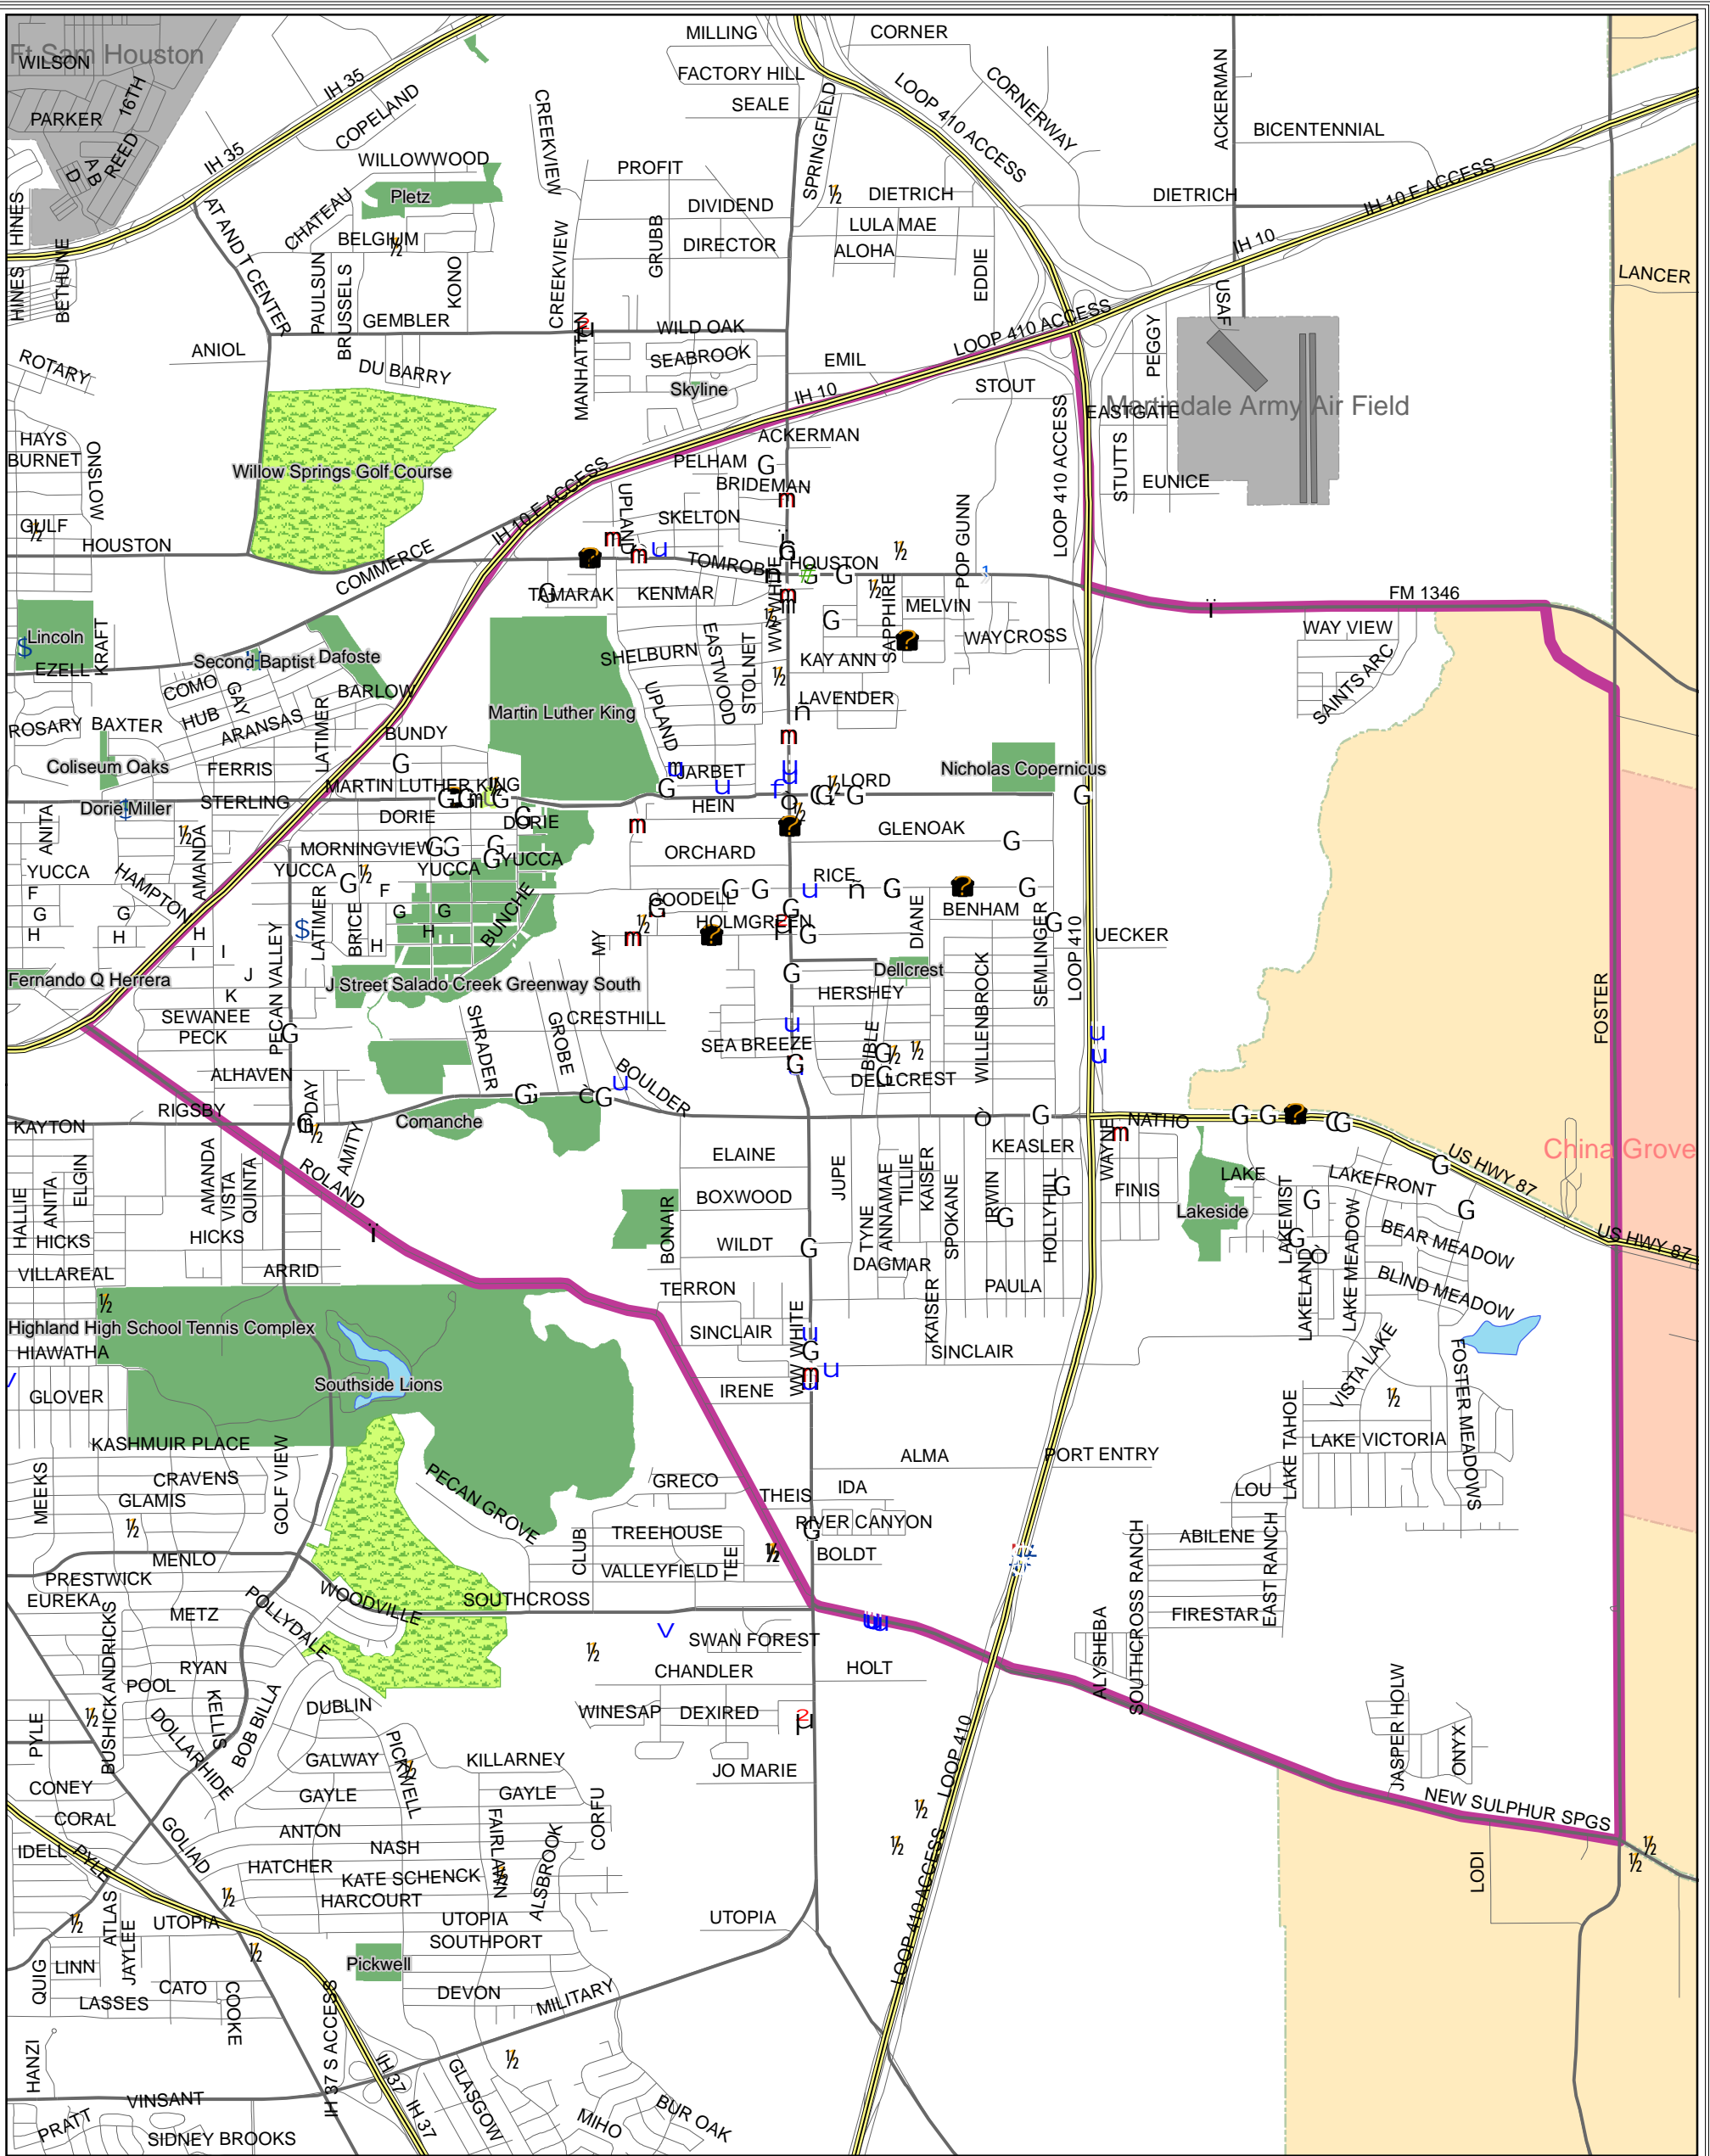 MILLING
CORNER
Ft Sam Houston
WILSON
FACTORY HILL
IH 35
COPELAND
SEALE
SPRINGFIELD
LOOP 410 ACCESS
CORNERWAY
ACKERMAN
16TH
PARKER
BICENTENNIAL
REED
A B
D
IH 35
WILLOWWOOD
CREEKVIEW
PROFIT
Pletz
CHATEAU
DIVIDEND
DIETRICH
DIETRICH
IH 10 E ACCESS
HINES
AT AND T CENTER
BELGIUM
DIRECTOR
GRUBB
LULA MAE
ALOHA
EDDIE
IH 10
LANCER
HINES
BETHUNE
PAULSUN
BRUSSELS
KONO
CREEKVIEW
USAF
GEMBLER
WILD OAK
LOOP 410 ACCESS
PEGGY
ANIOL
ROTARY
DU BARRY
MANHATTAN
SEABROOK
EMIL
Skyline
IH 10
STOUT
LOOP 410 ACCESS
EASTGATE
Martindale Army Air Field
HAYS
BURNET
ONSLOW
Willow Springs Golf Course
ACKERMAN
PELHAM
BRIDEMAN
STUTTS
EUNICE
IH 10 E ACCESS
UPLAND
SKELTON
POP GUNN
GULF
HOUSTON
COMMERCE
TOMROB
HOUSTON
WW WHITE
TAMARAK
KENMAR
SAPPHIRE
MELVIN
FM 1346
WAY VIEW
Lincoln
EZELL
KRAFT
Second Baptist
Dafoste
SHELBURN
EASTWOOD
STOLNET
KAY ANN
WAYCROSS
SAINTS ARC
COMO
GAY
HUB
BARLOW
LAVENDER
Martin Luther King
UPLAND
ROSARY
BAXTER
ARANSAS
LATIMER
BUNDY
Coliseum Oaks
FERRIS
MARTIN LUTHER KING
JARBET
LORD
Nicholas Copernicus
Dorie Miller
STERLING
DORIE
DORIE
HEIN
GLENOAK
ANITA
AMANDA
MORNINGVIEW
ORCHARD
YUCCA
HAMPTON
YUCCA
YUCCA
YUCCA
RICE
F
F
G
G
G
G
GOODELL
BENHAM
H
H
H
H
H
I
I
LATIMER
BRICE
BUNCHE
MY
HOLMGREEN
DIANE
SEMLINGER
LOOP 410
UECKER
WILLENBROCK
Fernando Q Herrera
J
K
PECAN VALLEY
J Street
Salado Creek Greenway South
Dellcrest
HERSHEY
FOSTER
SEWANEE
PECK
SHRADER
GROBE
CRESTHILL
SEA BREEZE
BIBLE
ALHAVEN
DAY
BOULDER
DELLCREST
RIGSBY
KAYTON
Comanche
NATHO
AMITY
ROLAND
ELAINE
KEASLER
WAYNE
China Grove
HALLIE
ANITA
ELGIN
AMANDA
VISTA
QUINTA
BONAIR
BOXWOOD
JUPE
TYNE
ANNAMAE
TILLIE
KAISER
SPOKANE
IRWIN
HOLLYHILL
FINIS
LAKE
Lakeside
LAKEFRONT
US HWY 87
US HWY 87
HICKS
HICKS
WILDT
LAKEMIST
LAKE MEADOW
BEAR MEADOW
VILLAREAL
ARRID
DAGMAR
TERRON
PAULA
LAKELAND
BLIND MEADOW
Highland High School Tennis Complex
SINCLAIR
KAISER
SINCLAIR
WW WHITE
HIAWATHA
VISTA LAKE
FOSTER MEADOWS
GLOVER
Southside Lions
IRENE
LAKE TAHOE
LAKE VICTORIA
KASHMUIR PLACE
ALMA
PORT ENTRY
MEEKS
CRAVENS
GLAMIS
GOLF VIEW
PECAN GROVE
GRECO
THEIS
IDA
LOU
CLUB
TREEHOUSE
RIVER CANYON
ABILENE
MENLO
VALLEYFIELD
TEE
BOLDT
SOUTHCROSS RANCH
EAST RANCH
PRESTWICK
EUREKA
POLLYDALE
WOODVILLE
SOUTHCROSS
METZ
FIRESTAR
BUSHICKANDRICKS
SWAN FOREST
ALYSHEBA
RYAN
CHANDLER
HOLT
POOL
KELLIS
PYLE
DOLLARHIDE
BOB BILLA
DUBLIN
WINESAP
DEXIRED
JASPER HOLW
ONYX
GALWAY
PICKWELL
KILLARNEY
JO MARIE
LOOP 410
CONEY
GAYLE
GAYLE
CORFU
NEW SULPHUR SPGS
CORAL
GOLIAD
ANTON
FAIRLAWN
IDELL
PYLE
NASH
ALSBROOK
HATCHER
KATE SCHENCK
LODI
HARCOURT
LOOP 410 ACCESS
ATLAS
UTOPIA
UTOPIA
UTOPIA
JAYLEE
SOUTHPORT
QUIG
LINN
Pickwell
CATO
COOKE
IH 37 S ACCESS
DEVON
MILITARY
LASSES
HANZI
IH 37
GLASGOW
VINSANT
IH 37
PRATT
MIHO
BUR OAK
SIDNEY BROOKS